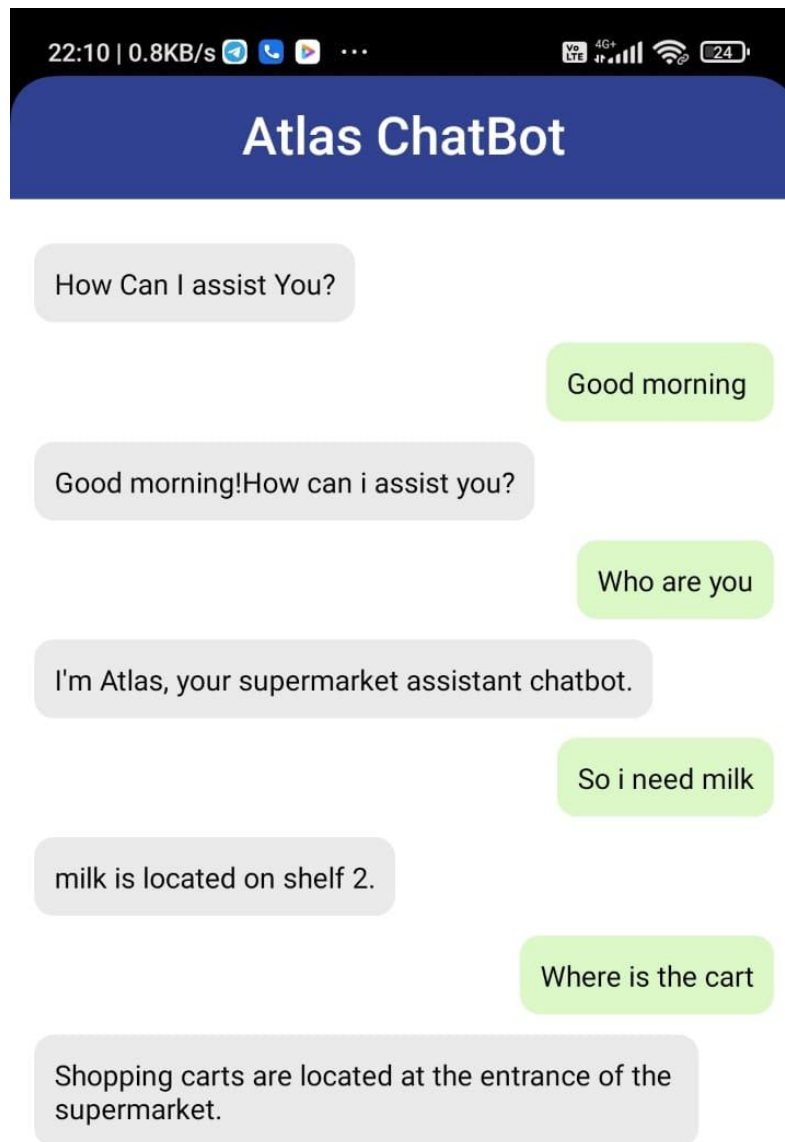 22:10 | 0.8KB/s ...
Vo LTE 4G+ 24
Atlas ChatBot
How Can I assist You?
Good morning
Good morning!How can i assist you?
Who are you
I'm Atlas, your supermarket assistant chatbot.
So i need milk
milk is located on shelf 2.
Where is the cart
Shopping carts are located at the entrance of the
supermarket.